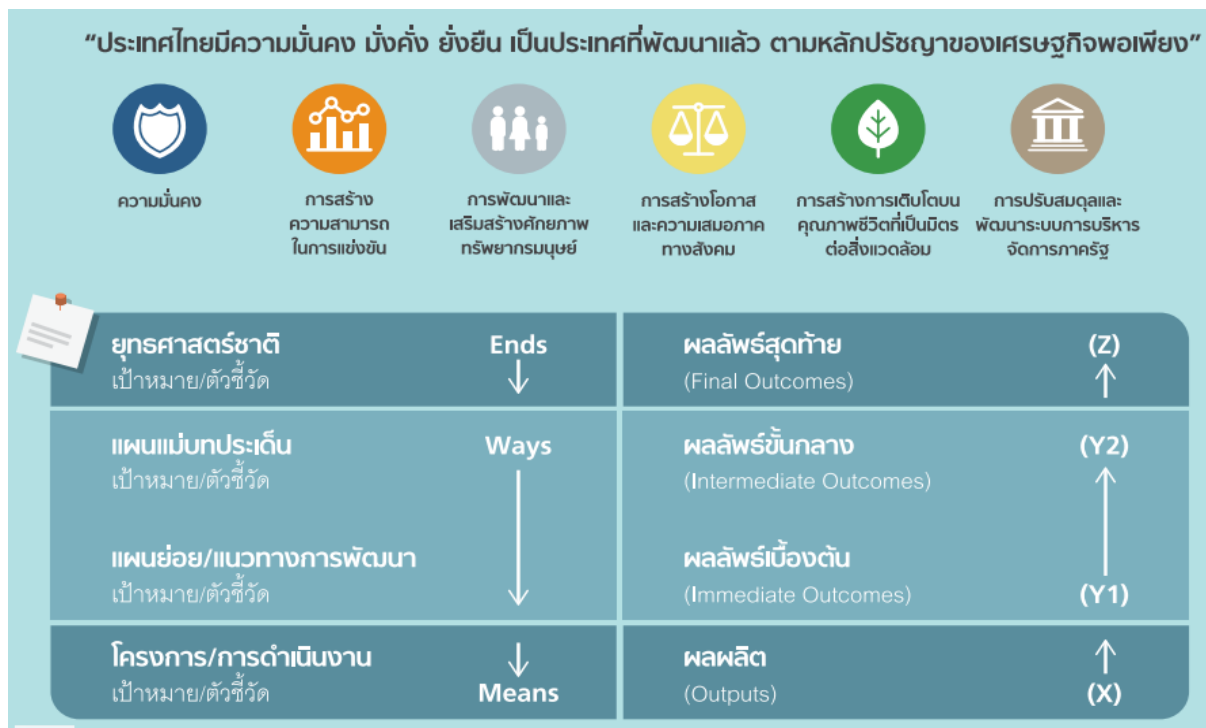 “ประเทศไทยมีความมั่นคง มั่งคั่ง ยั่งยืน เป็นประเทศที่พัฒนาแล้ว ตามหลักปรัชญาของเศรษฐกิจพอเพียง”
ความมั่นคง
การสร้าง
ความสามารถ
ในการแข่งขัน
การพัฒนาและ
เสริมสร้างศักยภาพ
ทรัพยากรมนุษย์
การสร้างโอกาส
และความเสมอภาค
ทางสังคม
การสร้างการเติบโตบน
คุณภาพชีวิตที่เป็นมิตร
ต่อสิ่งแวดล้อม
การปรับสมดุลและ
พัฒนาระบบการบริหาร
จัดการภาครัฐ
ยุทธศาสตร์ชาติ Ends
เป้าหมาย/ตัวชี้วัด
ผลลัพธ์สุดท้าย (Z)
(Final Outcomes)
แผนแม่บทประเด็น Ways
เป้าหมาย/ตัวชี้วัด
ผลลัพธ์ขั้นกลาง (Y2)
(Intermediate Outcomes)
แผนย่อย/แนวทางการพัฒนา
เป้าหมาย/ตัวชี้วัด
ผลลัพธ์เบื้องต้น
(Immediate Outcomes) (Y1)
โครงการ/การดำเนินงาน
เป้าหมาย/ตัวชี้วัด Means
ผลผลิต
(Outputs) (X)